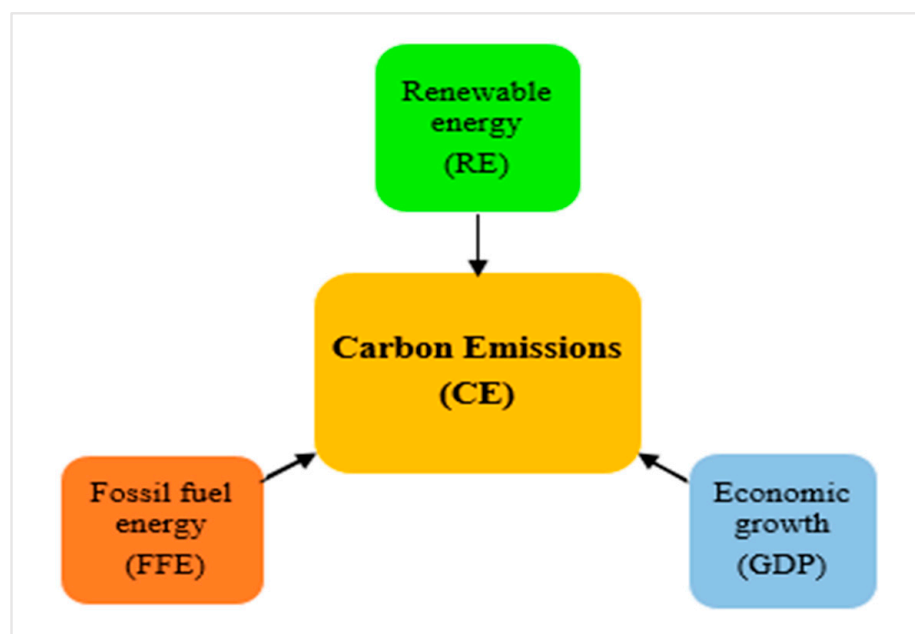 Renewable
energy
(RE)
Carbon Emissions
(CE)
Fossil fuel
energy
(FFE)
Economic
growth
(GDP)